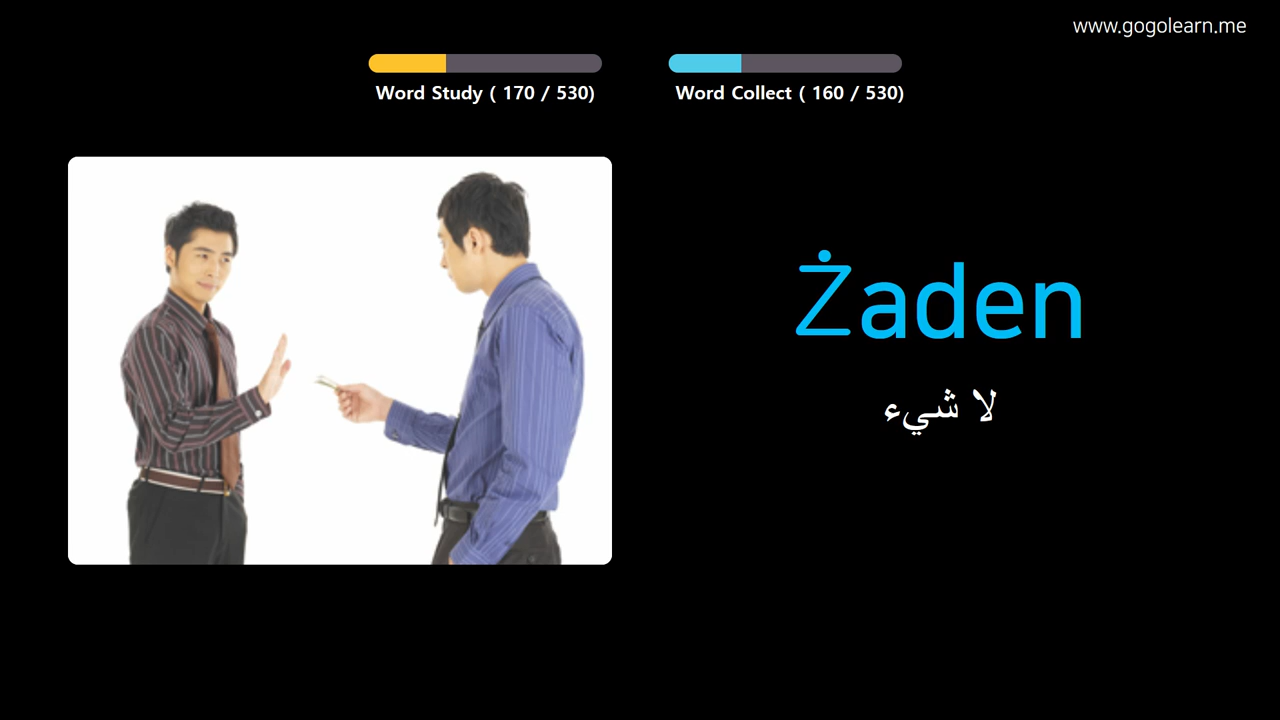 www.gogolearn.me
Word Study ( 170 / 530)
Word Collect ( 160 / 530)
Żaden
لا شيء